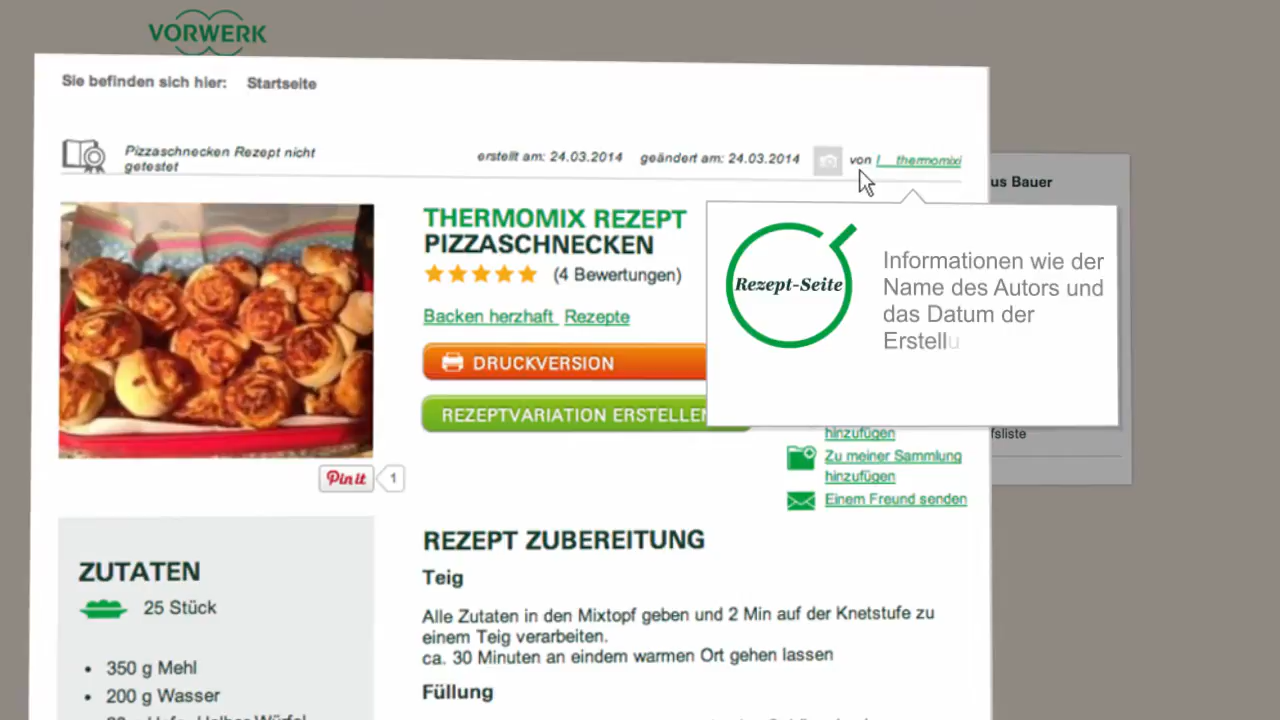 VORWERK
Sie befinden sich hier: Startseite
Pizzaschnecken Rezept nicht
getestet
erstellt am: 24.03.2014 geändert am: 24.03.2014 von l__thermomixi
us Bauer
THERMOMIX REZEPT
PIZZASCHNECKEN
(4 Bewertungen)
Backen herzhaft Rezepte
DRUCKVERSION
REZEPTVARIATION ERSTELLEN
Rezept-Seite
Informationen wie der
Name des Autors und
das Datum der
Erstellu
hinzufügen
fsliste
Zu meiner Sammlung
hinzufügen
Einem Freund senden
Pin it 1
ZUTATEN
25 Stück
350 g Mehl
200 g Wasser
REZEPT ZUBEREITUNG
Teig
Alle Zutaten in den Mixtopf geben und 2 Min auf der Knetstufe zu
einem Teig verarbeiten.
ca. 30 Minuten an eindem warmen Ort gehen lassen
Füllung